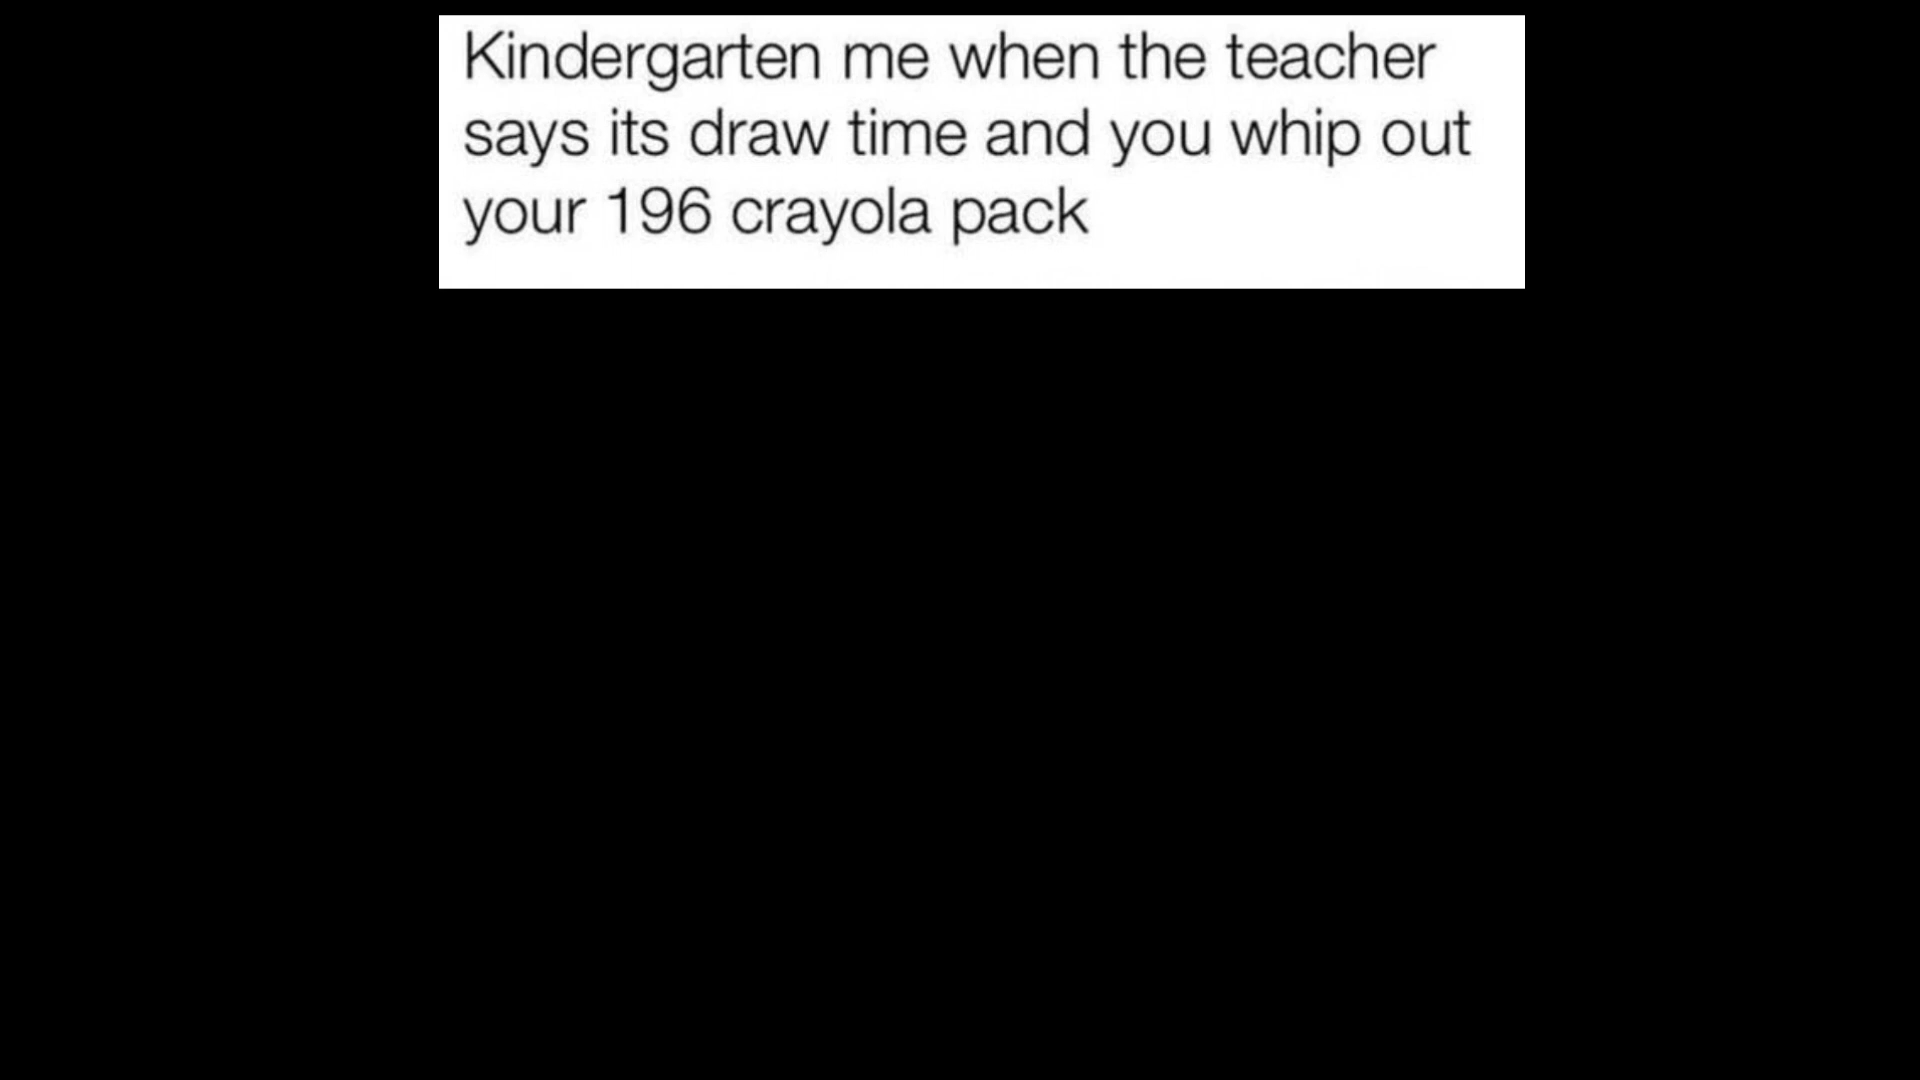 Kindergarten me when the teacher
says its draw time and you whip out
your 196 crayola pack